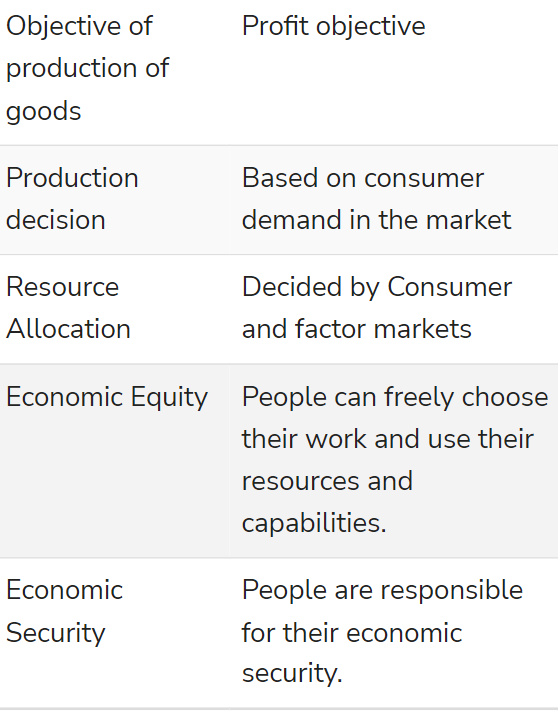 Objective of
production of
goods
Profit objective
Production
decision
Based on consumer
demand in the market
Resource
Allocation
Decided by Consumer
and factor markets
Economic Equity
People can freely choose
their work and use their
resources and
capabilities.
Economic
Security
People are responsible
for their economic
security.